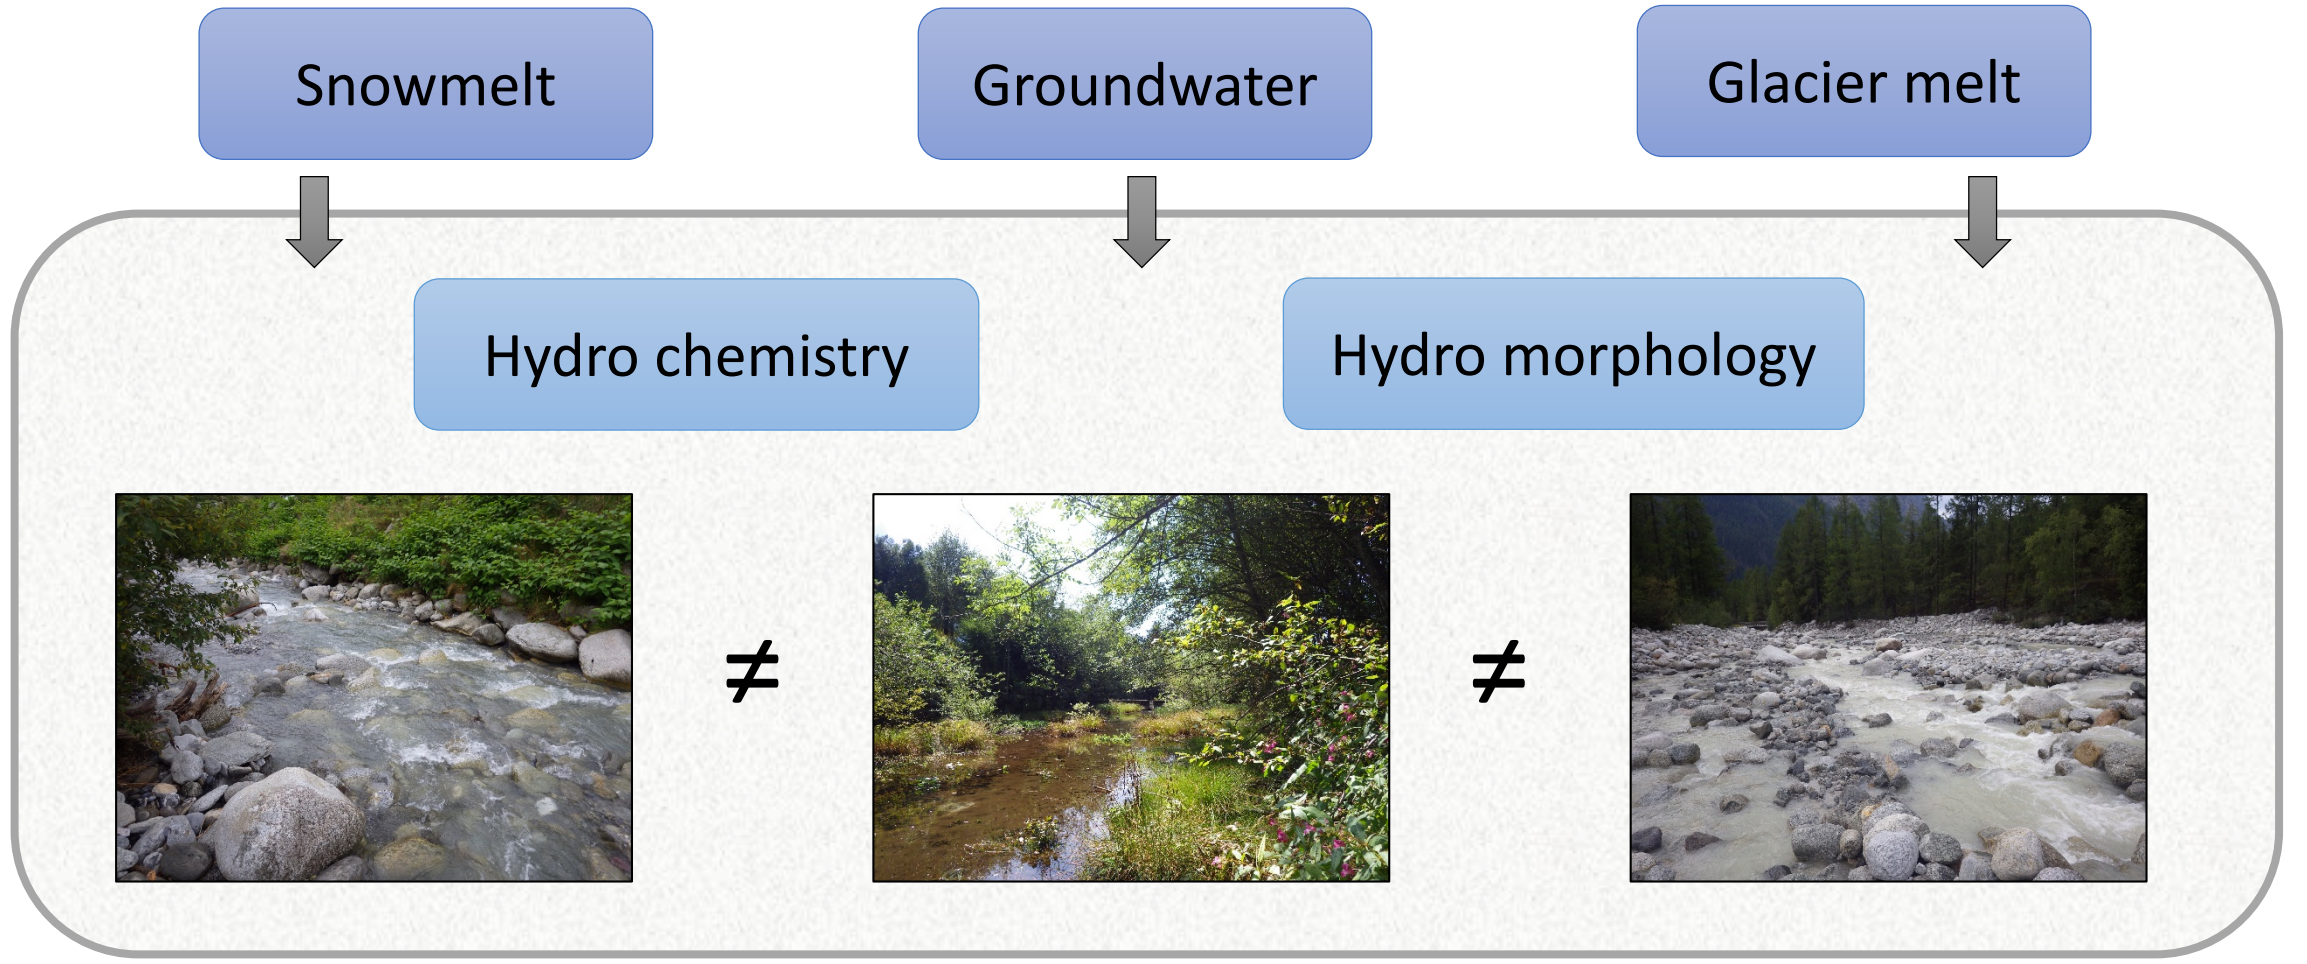 Snowmelt
Groundwater
Glacier melt
Hydro chemistry
Hydro morphology
≠
≠